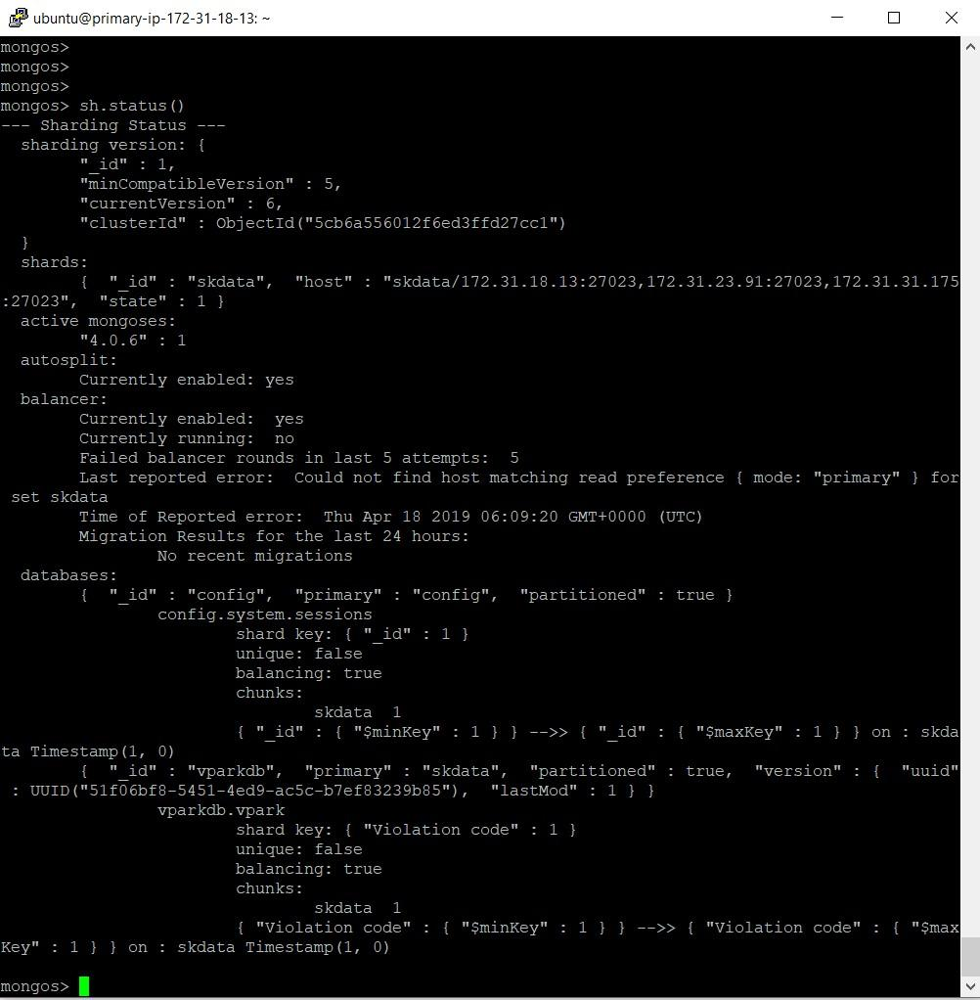 ubuntu@primary-ip-172-31-18-13: ~
mongos>
mongos>
mongos>
mongos> sh.status()
--- Sharding Status ---
  sharding version: {
        "_id" : 1,
        "minCompatibleVersion" : 5,
        "currentVersion" : 6,
        "clusterId" : ObjectId("5cb6a556012f6ed3ffd27cc1")
  }
  shards:
        {  "_id" : "skdata",  "host" : "skdata/172.31.18.13:27023,172.31.23.91:27023,172.31.31.175
:27023",  "state" : 1 }
  active mongoses:
        "4.0.6" : 1
  autosplit:
        Currently enabled: yes
  balancer:
        Currently enabled:  yes
        Currently running:  no
        Failed balancer rounds in last 5 attempts:  5
        Last reported error:  Could not find host matching read preference { mode: "primary" } for
 set skdata
        Time of Reported error:  Thu Apr 18 2019 06:09:20 GMT+0000 (UTC)
        Migration Results for the last 24 hours:
                No recent migrations
  databases:
        {  "_id" : "config",  "primary" : "config",  "partitioned" : true }
                config.system.sessions
                        shard key: { "_id" : 1 }
                        unique: false
                        balancing: true
                        chunks:
                                skdata  1
                        { "_id" : { "$minKey" : 1 } } -->> { "_id" : { "$maxKey" : 1 } } on : skda
ta Timestamp(1, 0)
        {  "_id" : "vparkdb",  "primary" : "skdata",  "partitioned" : true,  "version" : {  "uuid"
 : UUID("51f06bf8-5451-4ed9-ac5c-b7ef83239b85"),  "lastMod" : 1 } }
                vparkdb.vpark
                        shard key: { "Violation code" : 1 }
                        unique: false
                        balancing: true
                        chunks:
                                skdata  1
                        { "Violation code" : { "$minKey" : 1 } } -->> { "Violation code" : { "$max
Key" : 1 } } on : skdata Timestamp(1, 0)
mongos>